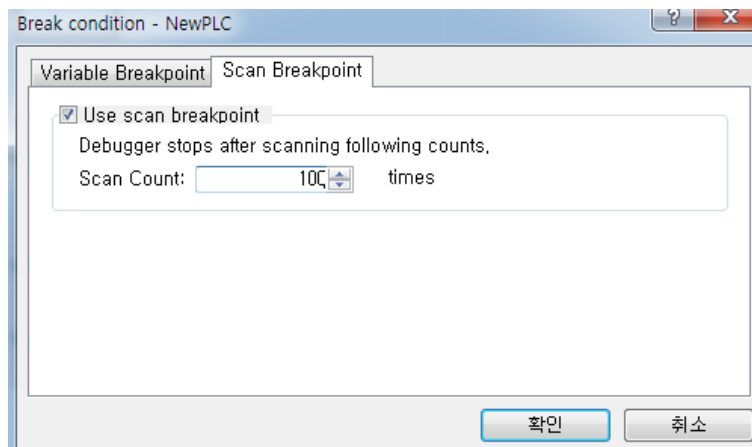 Break condition - NewPLC
?
X
Variable Breakpoint
Scan Breakpoint
Use scan breakpoint
Debugger stops after scanning following counts,
Scan Count:
times
확인
취소